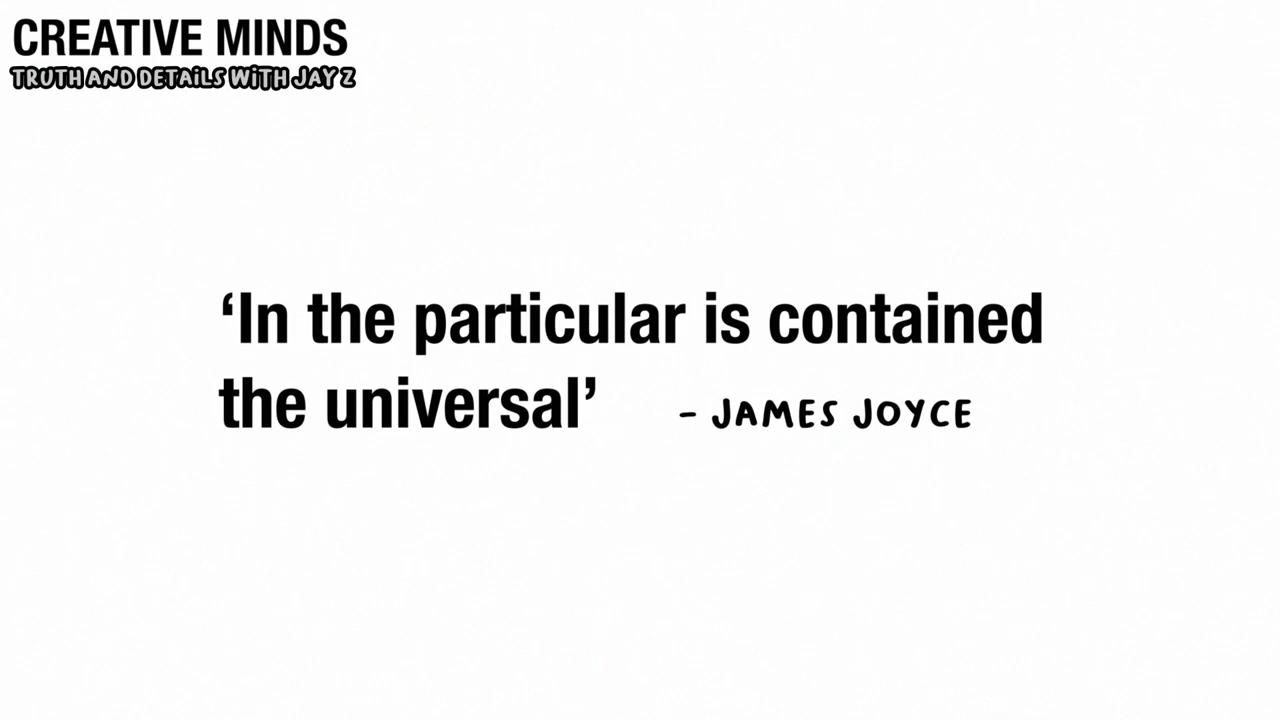 CREATIVE MINDS
TRUTH AND DETAILS WITH JAY Z
‘In the particular is contained
the universal’ - JAMES JOYCE